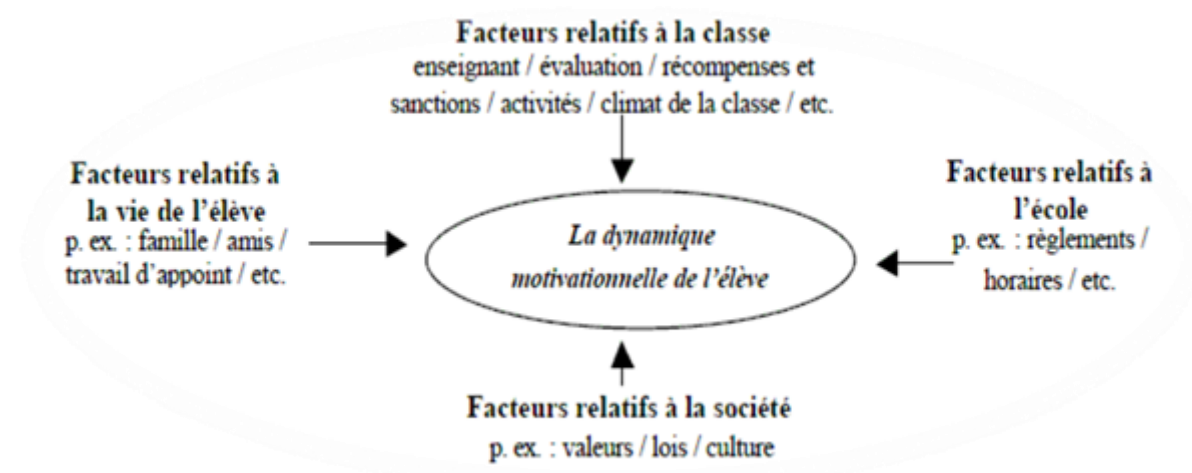 Facteurs relatifs à la classe
enseignant / évaluation / récompenses et
sanctions / activités / climat de la classe / etc.
Facteurs relatifs à
la vie de l'élève
p. ex. : famille / amis /
travail d'appoint / etc.
La dynamique
motivationnelle de l'élève
Facteurs relatifs à
l'école
p. ex. : règlements /
horaires / etc.
Facteurs relatifs à la société
p. ex. : valeurs / lois / culture